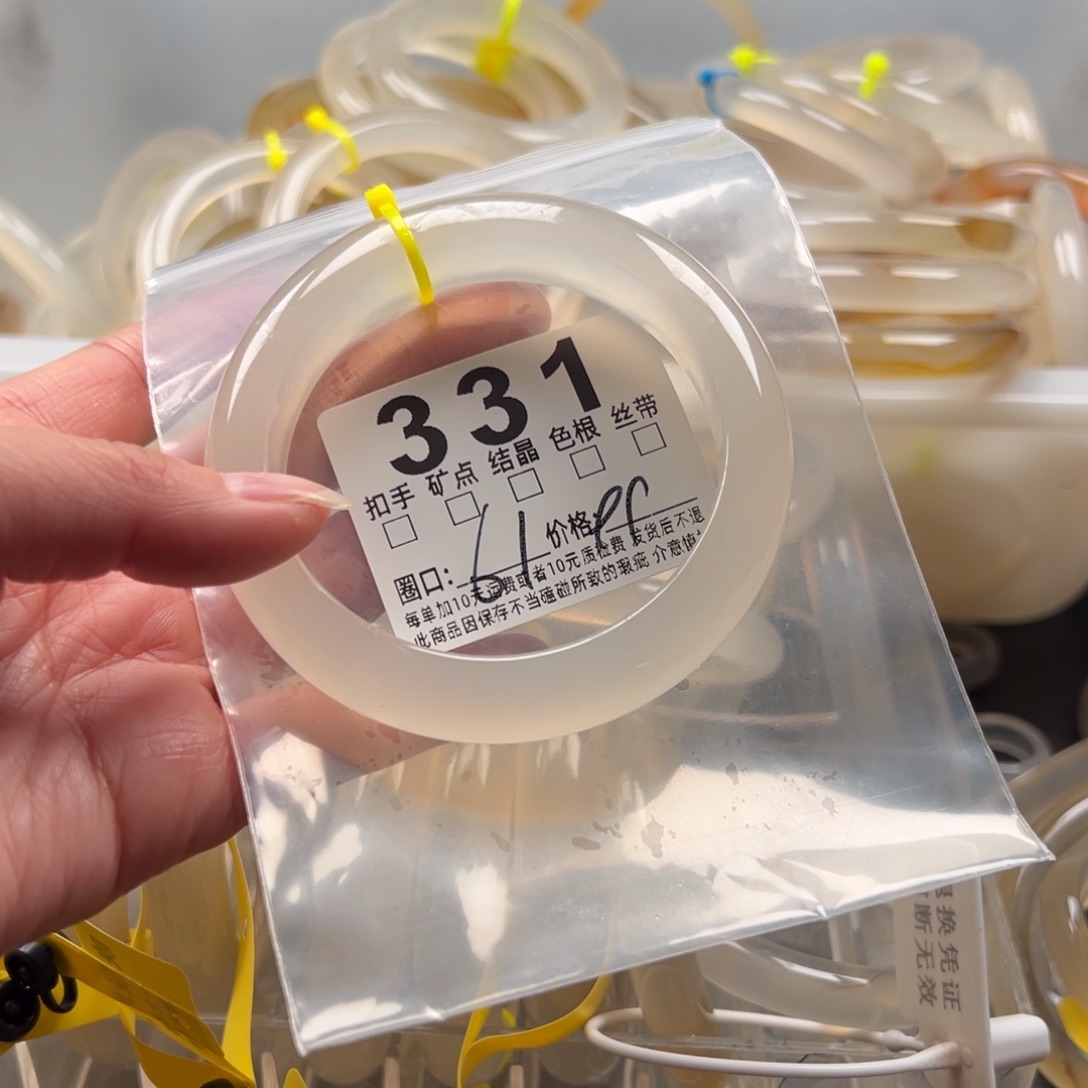 331
扣手 矿点 结晶 色根 丝带
圈口: 61 价格:
每单加10元运费或者10元质检费 发货后不退
此商品因保存不当磕碰所致的瑕疵 介意慎
换凭证
断无效